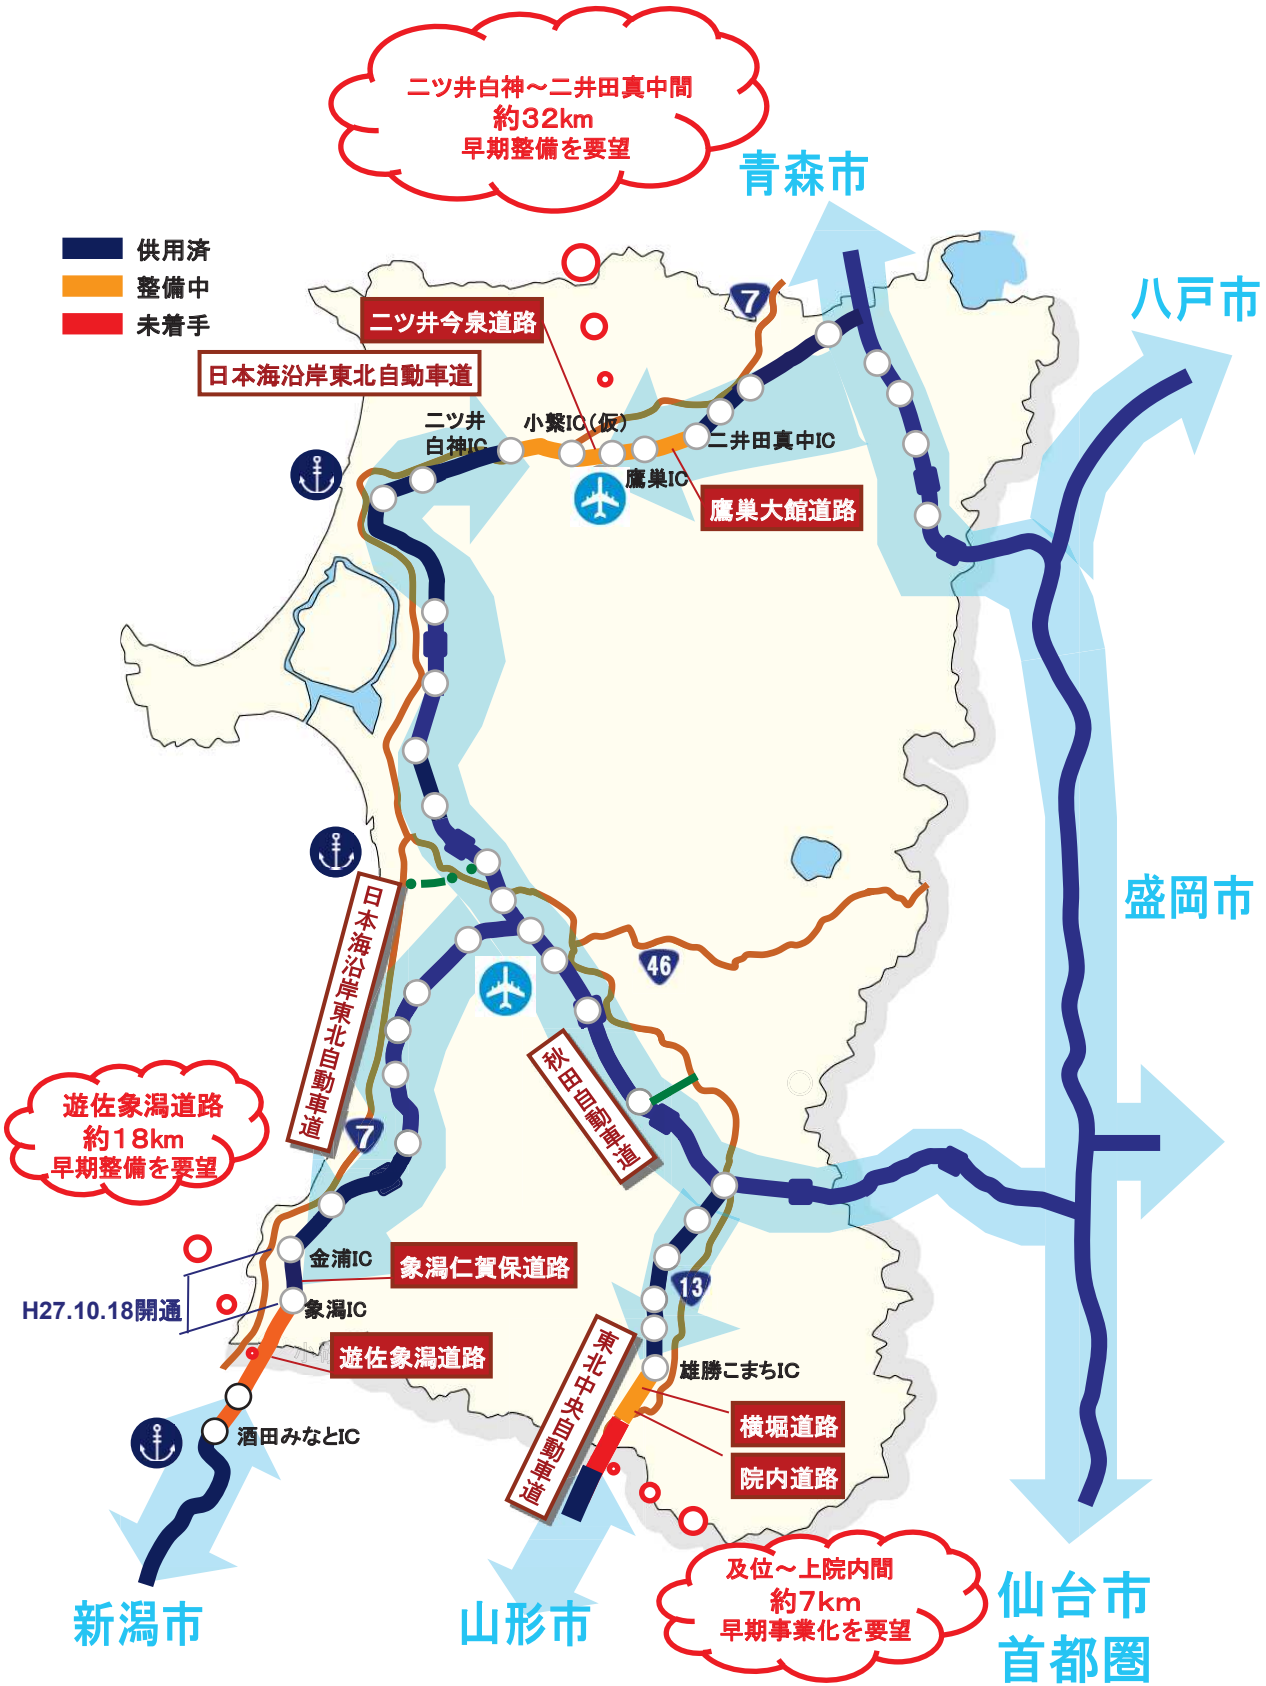 二ツ井白神～二井田真中間
約32km
早期整備を要望
青森市
供用済
整備中
未着手
八戸市
7
二ツ井今泉道路
日本海沿岸東北自動車道
二ツ井
白神IC
小繋IC(仮)
二井田真中IC
鷹巣IC
鷹巣大館道路
盛岡市
日本海沿岸東北自動車道
46
秋田自動車道
遊佐象潟道路
約18km
早期整備を要望
7
金浦IC
象潟仁賀保道路
13
H27.10.18開通
象潟IC
遊佐象潟道路
東北中央自動車道
雄勝こまちIC
横堀道路
酒田みなとIC
院内道路
及位～上院内間
約7km
早期事業化を要望
新潟市
山形市
仙台市
首都圏